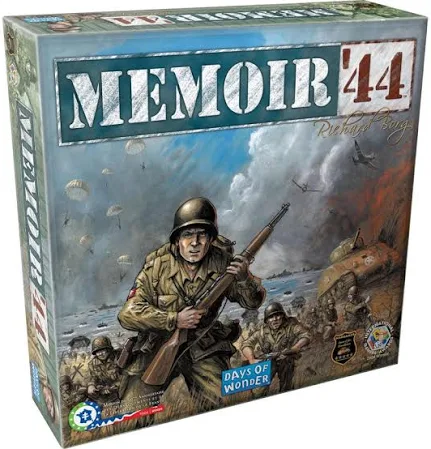 MEMOIR '44
Richard Borg
DAYS OF
WONDER
MEMOIR '44